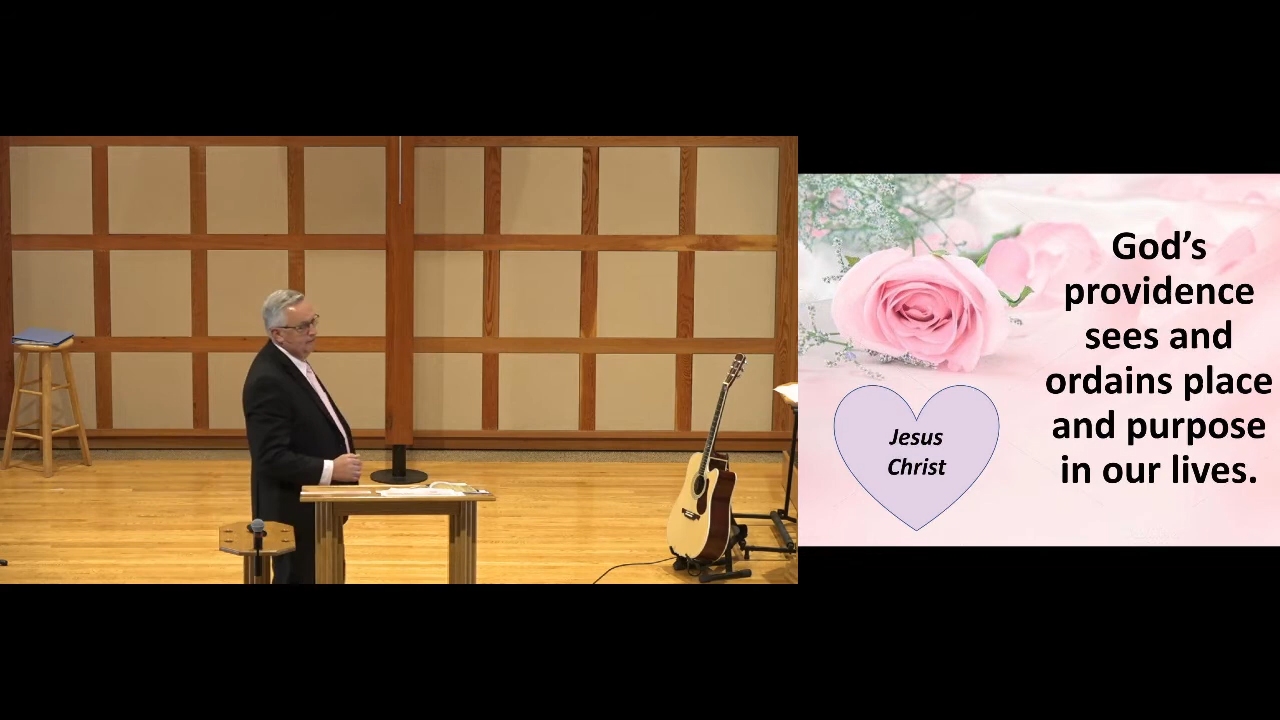 God's
providence
sees and
ordains place
and purpose
in our lives.
Jesus
Christ